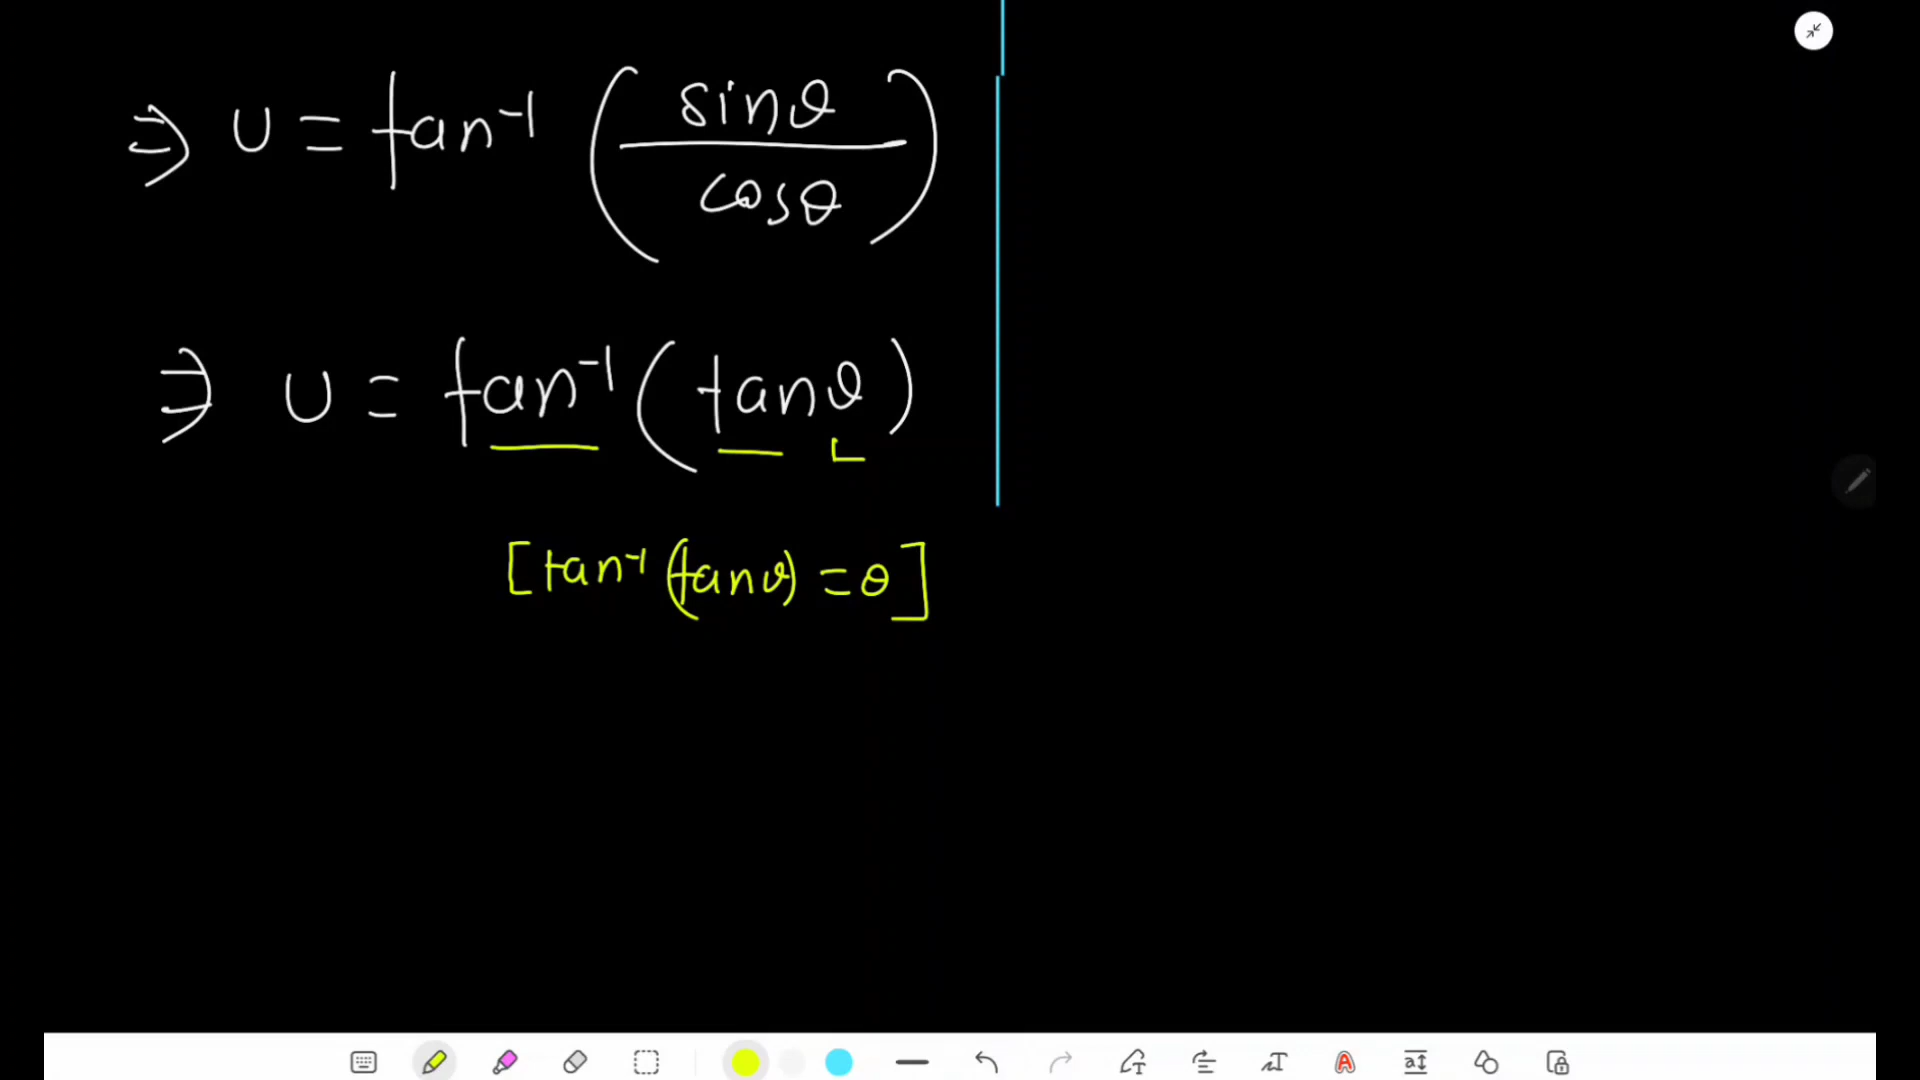 ⇒ U = tan⁻¹ (sinθ / cosθ)
⇒ U = tan⁻¹ (tanθ)
[tan⁻¹ (tanθ) = θ]